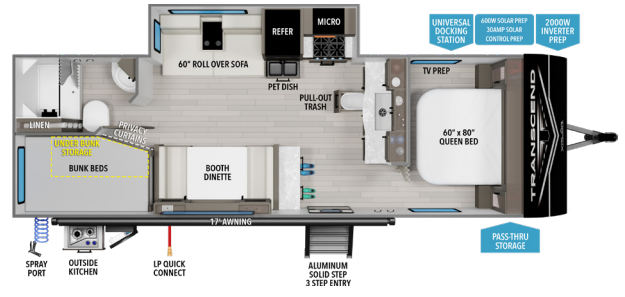 UNIVERSAL
DOCKING
STATION
600W SOLAR PREP
30AMP SOLAR
CONTROL PREP
2000W
INVERTER
PREP
REFER
MICRO
60" ROLL OVER SOFA
PET DISH
PULL-OUT
TRASH
TV PREP
LINEN
PRIVACY
CURTAINS
UNDER BUNK
STORAGE
BUNK BEDS
BOOTH
DINETTE
60" x 80"
QUEEN BED
TRANSCEND
17' AWNING
PASS-THRU
STORAGE
SPRAY
PORT
OUTSIDE
KITCHEN
LP QUICK
CONNECT
ALUMINUM
SOLID STEP
3 STEP ENTRY